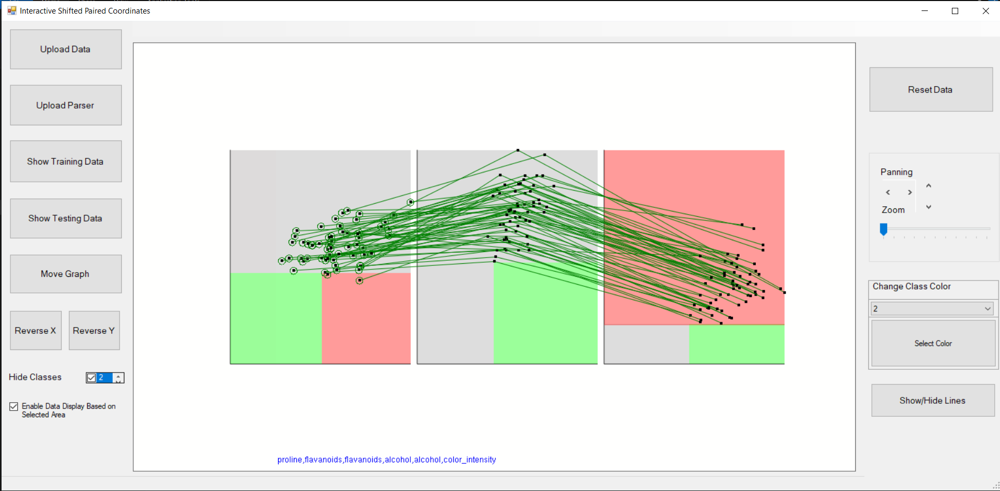 Interactive Shifted Paired Coordinates
Upload Data
Upload Parser
Show Training Data
Show Testing Data
Move Graph
Reverse X
Reverse Y
Hide Classes
2
Enable Data Display Based on
Selected Area
proline,flavanoids,flavanoids,alcohol,alcohol,color_intensity
Reset Data
Panning
Zoom
Change Class Color
2
Select Color
Show/Hide Lines